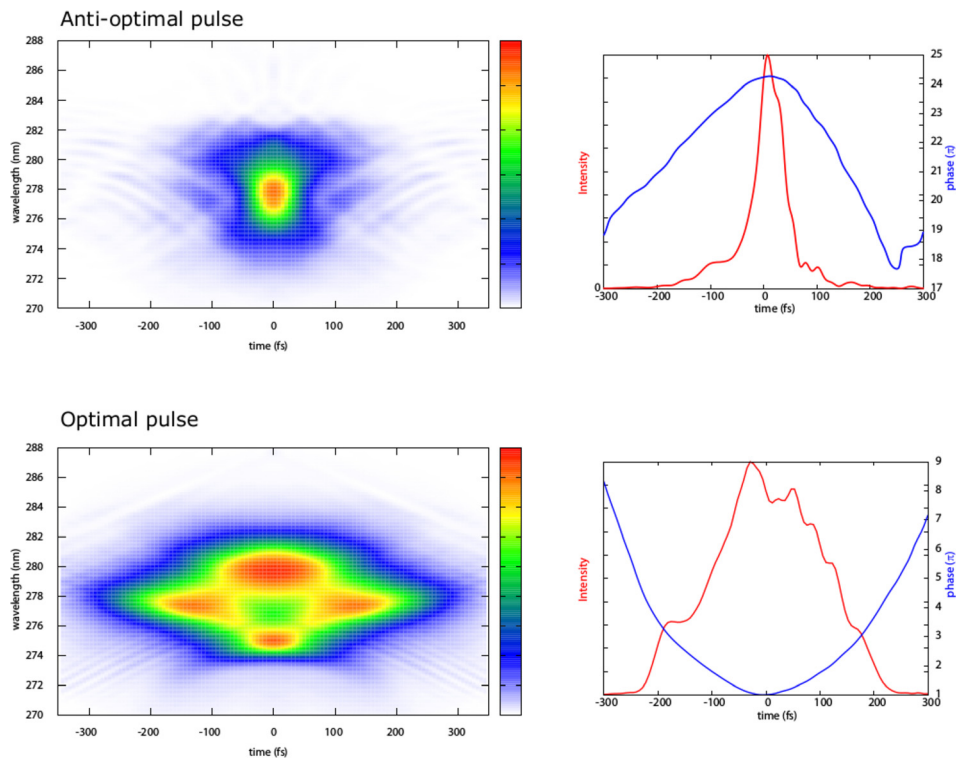 Anti-optimal pulse
288
286
284
282
280
278
276
274
272
270
wavelength (nm)
-300 -200 -100 0 100 200 300
time (fs)
Intensity
0
25
24
23
22
21
20
19
18
17
phase (π)
-300 -200 -100 0 100 200 300
time (fs)
Optimal pulse
288
286
284
282
280
278
276
274
272
270
wavelength (nm)
-300 -200 -100 0 100 200 300
time (fs)
Intensity
9
8
7
6
5
4
3
2
1
phase (π)
-300 -200 -100 0 100 200 300
time (fs)